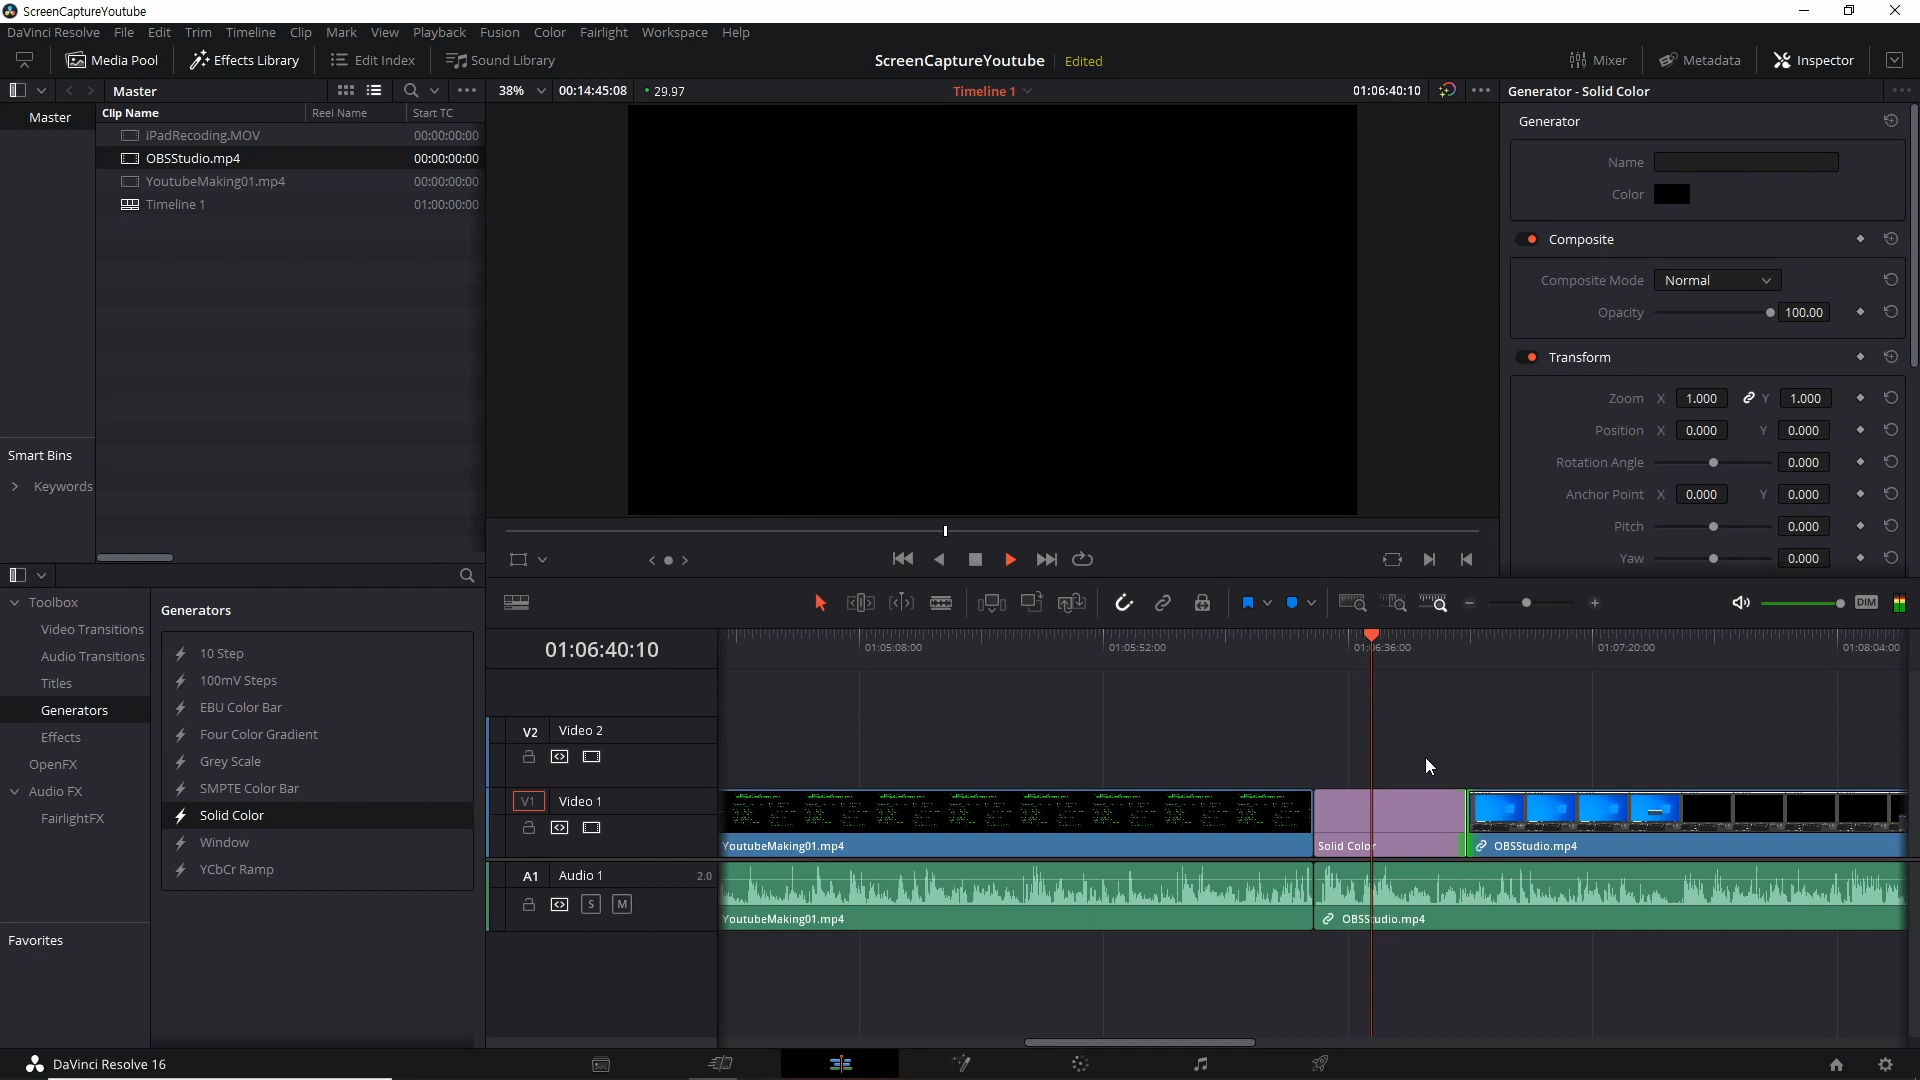 ScreenCaptureYoutube
DaVinci Resolve File Edit Trim Timeline Clip Mark View Playback Fusion Color Fairlight Workspace Help
Media Pool Effects Library Edit Index Sound Library ScreenCaptureYoutube Edited Mixer Metadata Inspector
Master 38% 00:14:45:08 29.97 Timeline 1 01:06:40:10 Generator - Solid Color
Master
Clip Name Reel Name Start TC
iPadRecoding.MOV 00:00:00:00
OBSStudio.mp4 00:00:00:00
YoutubeMaking01.mp4 00:00:00:00
Timeline 1 01:00:00:00
Smart Bins
Keywords
Generator
Name
Color
Composite
Composite Mode Normal
Opacity 100.00
Transform
Zoom X 1.000 Y 1.000
Position X 0.000 Y 0.000
Rotation Angle 0.000
Anchor Point X 0.000 Y 0.000
Pitch 0.000
Yaw 0.000
Toolbox
Video Transitions
Audio Transitions
Titles
Generators
Effects
OpenFX
Audio FX
FairlightFX
Favorites
Generators
10 Step
100mV Steps
EBU Color Bar
Four Color Gradient
Grey Scale
SMPTE Color Bar
Solid Color
Window
YCbCr Ramp
DIM
01:06:40:10
01:05:08:00 01:05:52:00 01:06:36:00 01:07:20:00 01:08:04:00
V2 Video 2
V1 Video 1
YoutubeMaking01.mp4 Solid Color OBSStudio.mp4
A1 Audio 1 2.0
S M
YoutubeMaking01.mp4 OBSStudio.mp4
DaVinci Resolve 16